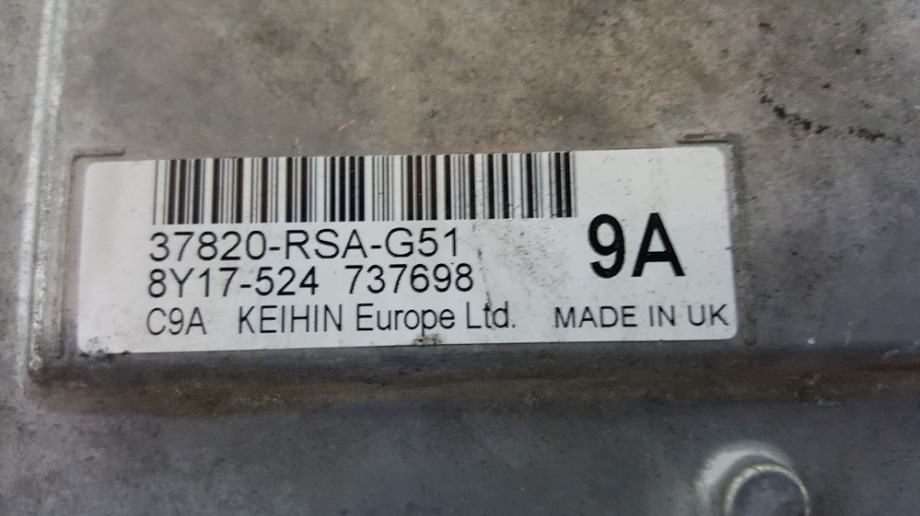 37820-RSA-G51
8Y17-524 737698
9A
C9A KEIHIN Europe Ltd. MADE IN UK